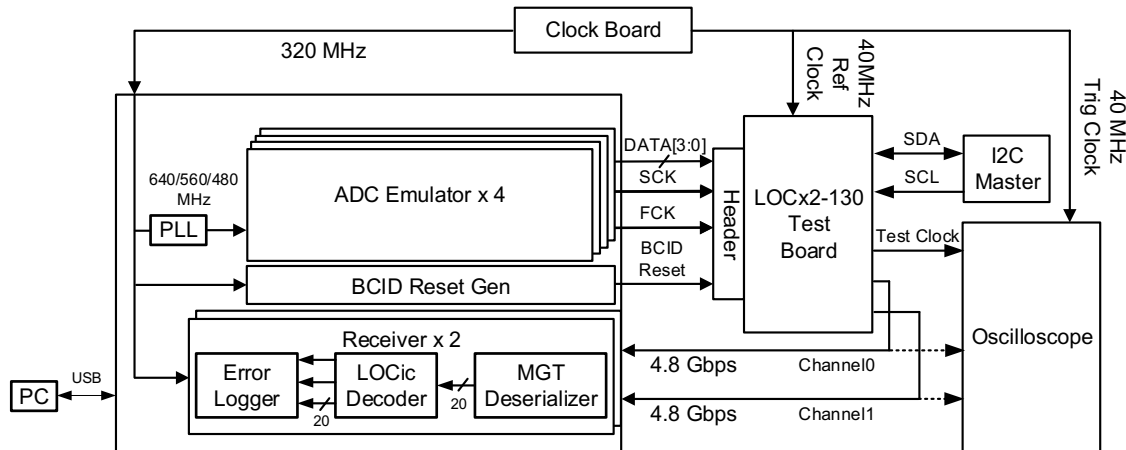 Clock Board
320 MHz
40MHz
Ref
Clock
40 MHz
Trig Clock
DATA[3:0]
SCK
FCK
BCID
Reset
640/560/480
MHz
PLL
ADC Emulator x 4
BCID Reset Gen
Header
LOCx2-130
Test
Board
SDA
SCL
I2C
Master
Test Clock
Oscilloscope
Receiver x 2
Error
Logger
20
LOCic
Decoder
20
MGT
Deserializer
4.8 Gbps
Channel0
4.8 Gbps
Channel1
PC
USB